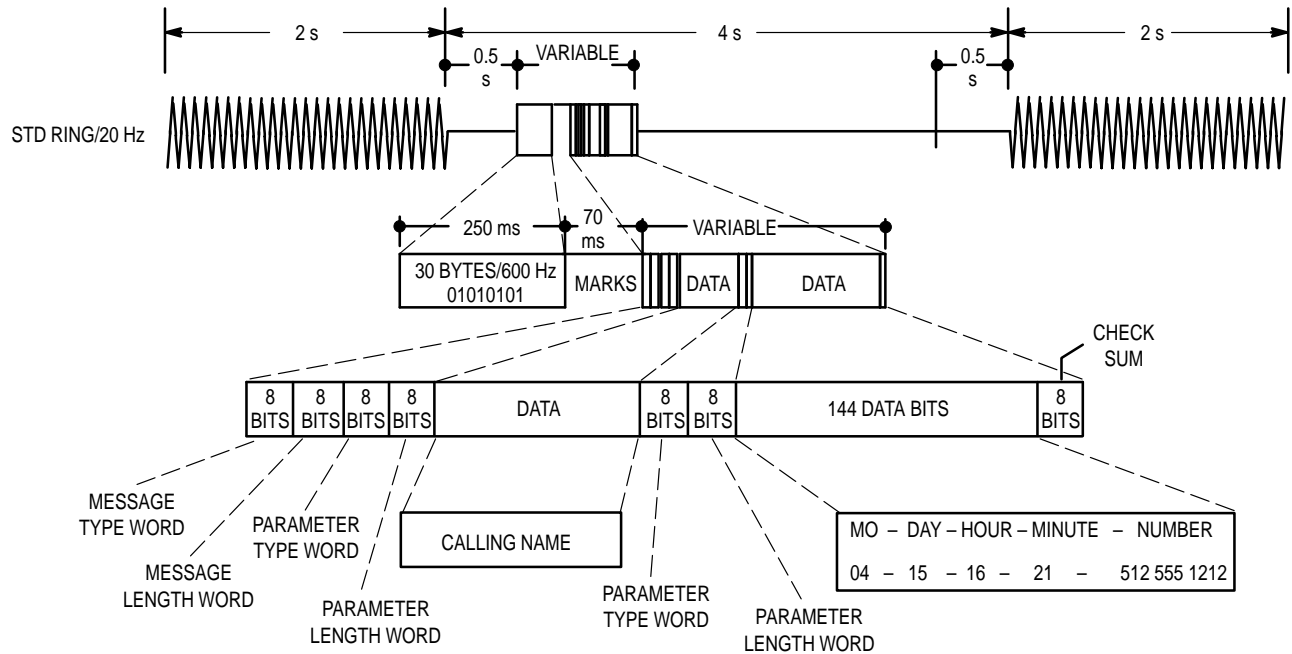 2 s
4 s
2 s
0.5
s
VARIABLE
0.5
s
STD RING/20 Hz
250 ms
70
ms
VARIABLE
30 BYTES/600 Hz
01010101
MARKS
DATA
DATA
CHECK
SUM
8
BITS
8
BITS
8
BITS
8
BITS
DATA
8
BITS
8
BITS
144 DATA BITS
8
BITS
MESSAGE
TYPE WORD
MESSAGE
LENGTH WORD
PARAMETER
TYPE WORD
PARAMETER
LENGTH WORD
CALLING NAME
PARAMETER
TYPE WORD
PARAMETER
LENGTH WORD
MO – DAY – HOUR – MINUTE – NUMBER
04 – 15 – 16 – 21 – 512 555 1212